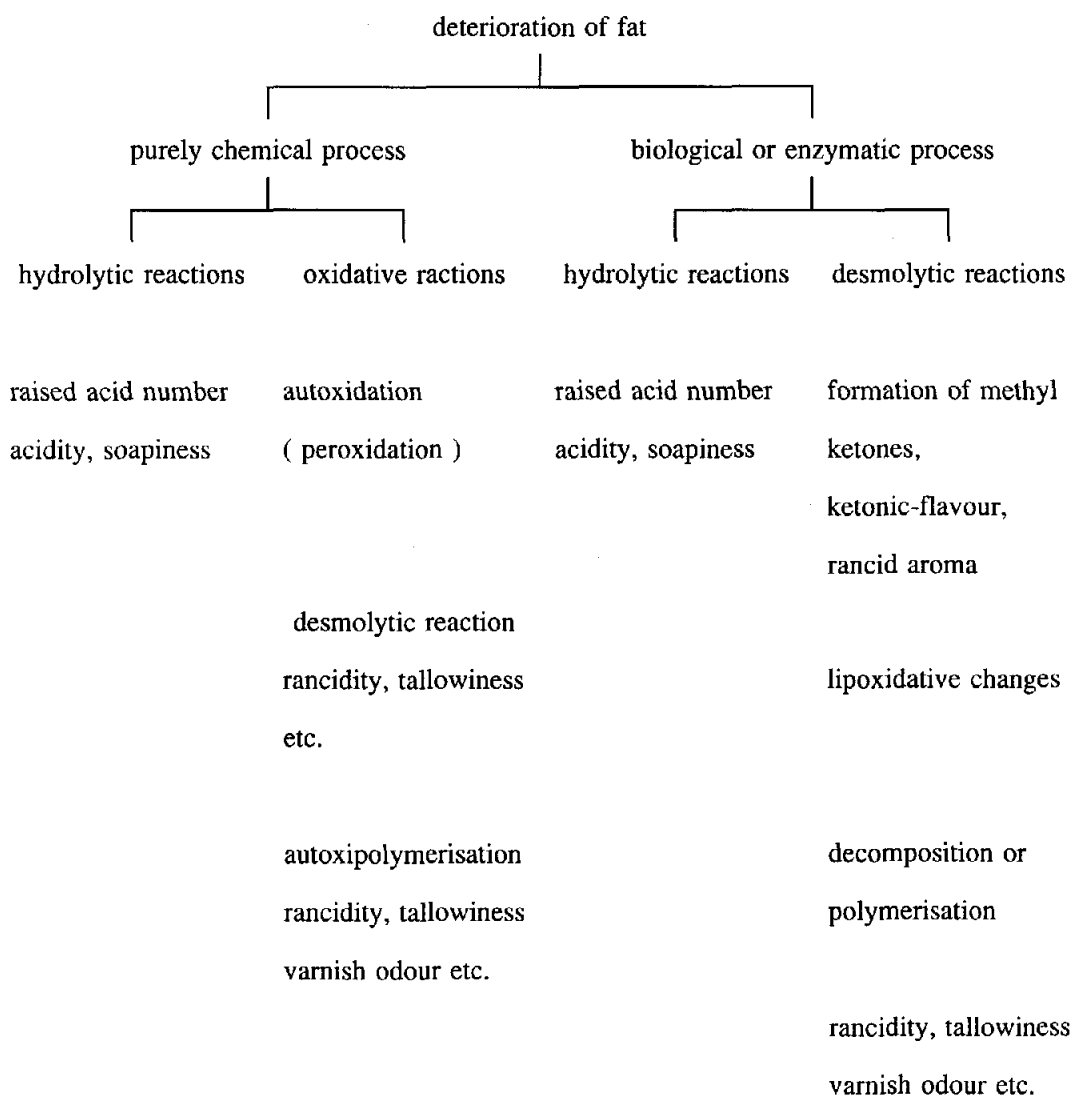 deterioration of fat
purely chemical process
biological or enzymatic process
hydrolytic reactions
oxidative ractions
hydrolytic reactions
desmolytic reactions
raised acid number
acidity, soapiness
autoxidation
( peroxidation )
desmolytic reaction
rancidity, tallowiness
etc.
autoxipolymerisation
rancidity, tallowiness
varnish odour etc.
raised acid number
acidity, soapiness
formation of methyl
ketones,
ketonic-flavour,
rancid aroma
lipoxidative changes
decomposition or
polymerisation
rancidity, tallowiness
varnish odour etc.